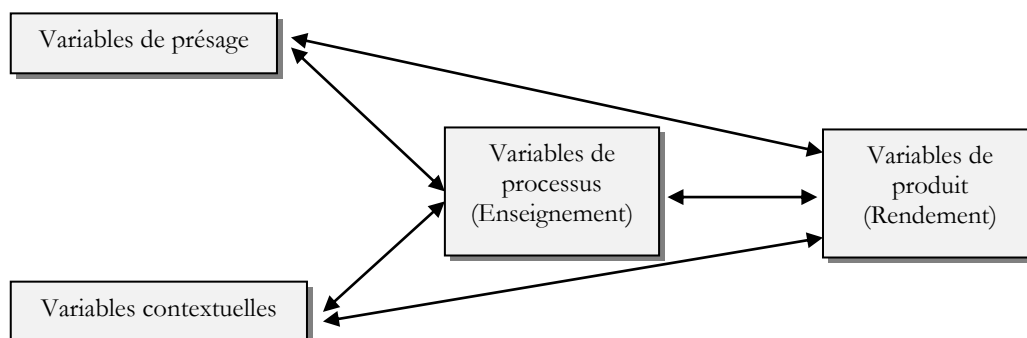 Variables de présage
Variables de
processus
(Enseignement)
Variables de
produit
(Rendement)
Variables contextuelles